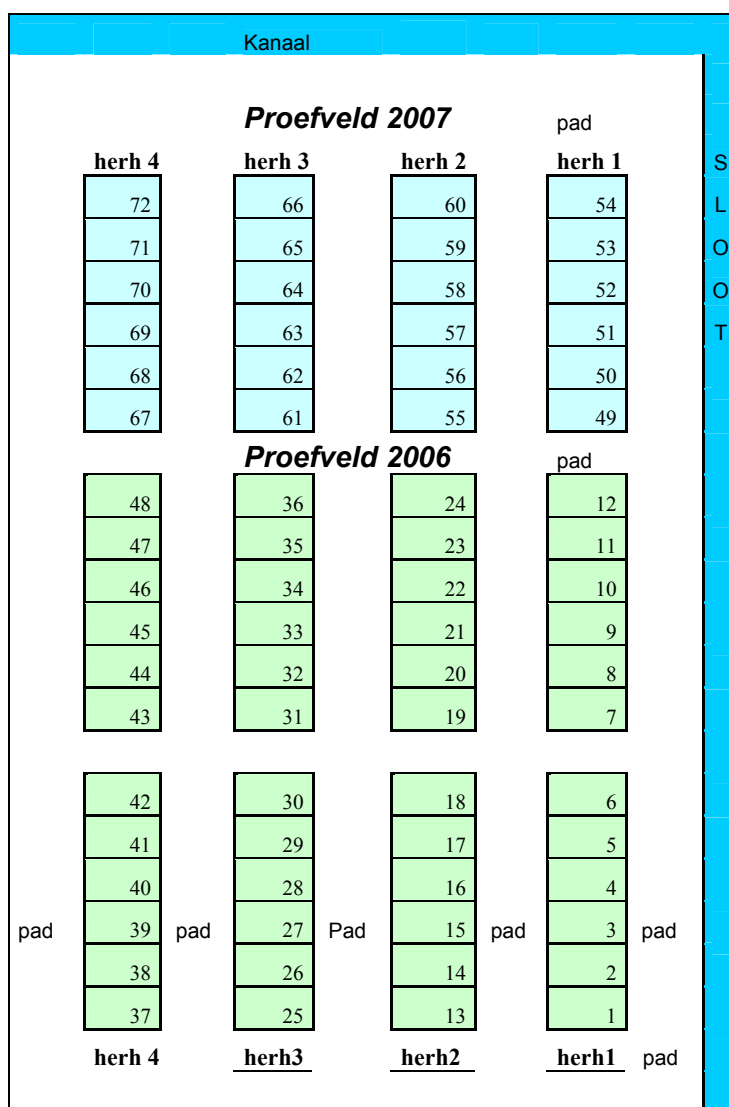 Kanaal
Proefveld 2007 pad
herh 4 herh 3 herh 2 herh 1 S
72 66 60 54 L
71 65 59 53 O
70 64 58 52 O
69 63 57 51 T
68 62 56 50
67 61 55 49
Proefveld 2006 pad
48 36 24 12
47 35 23 11
46 34 22 10
45 33 21 9
44 32 20 8
43 31 19 7
42 30 18 6
41 29 17 5
40 28 16 4
pad 39 pad 27 Pad 15 pad 3 pad
38 26 14 2
37 25 13 1
herh 4 herh3 herh2 herh1 pad